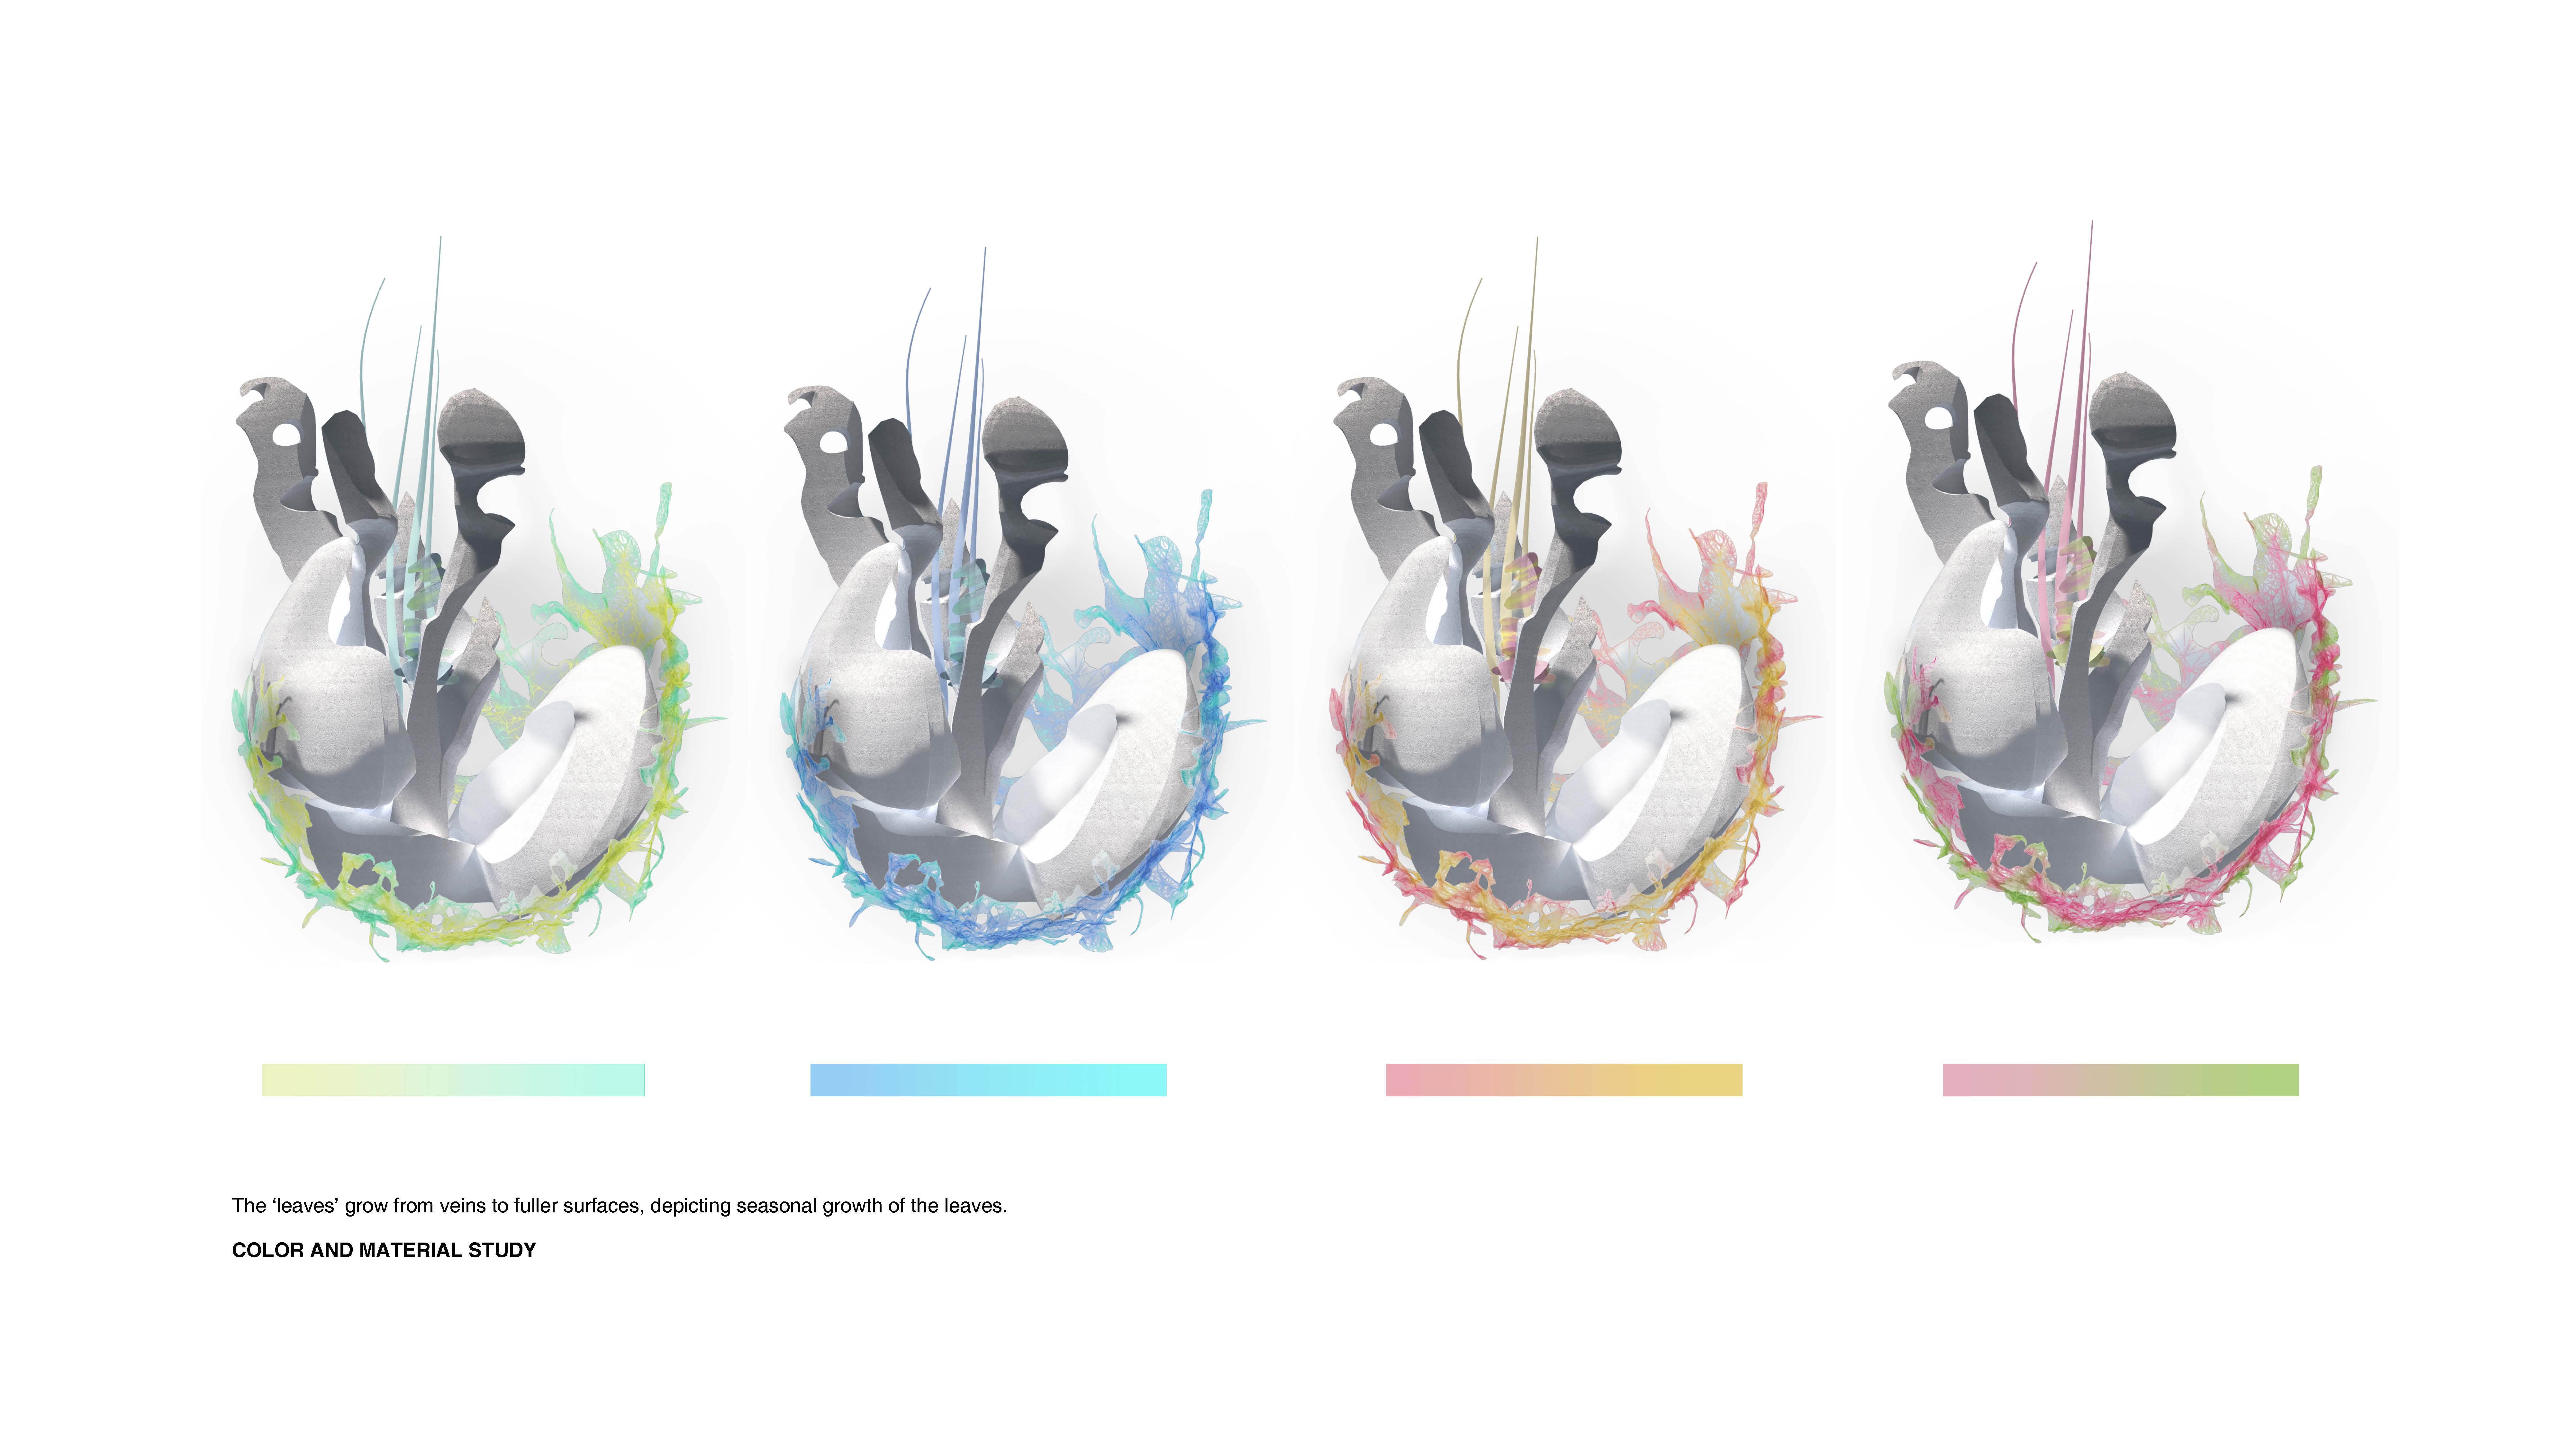 The ‘leaves’ grow from veins to fuller surfaces, depicting seasonal growth of the leaves.
COLOR AND MATERIAL STUDY